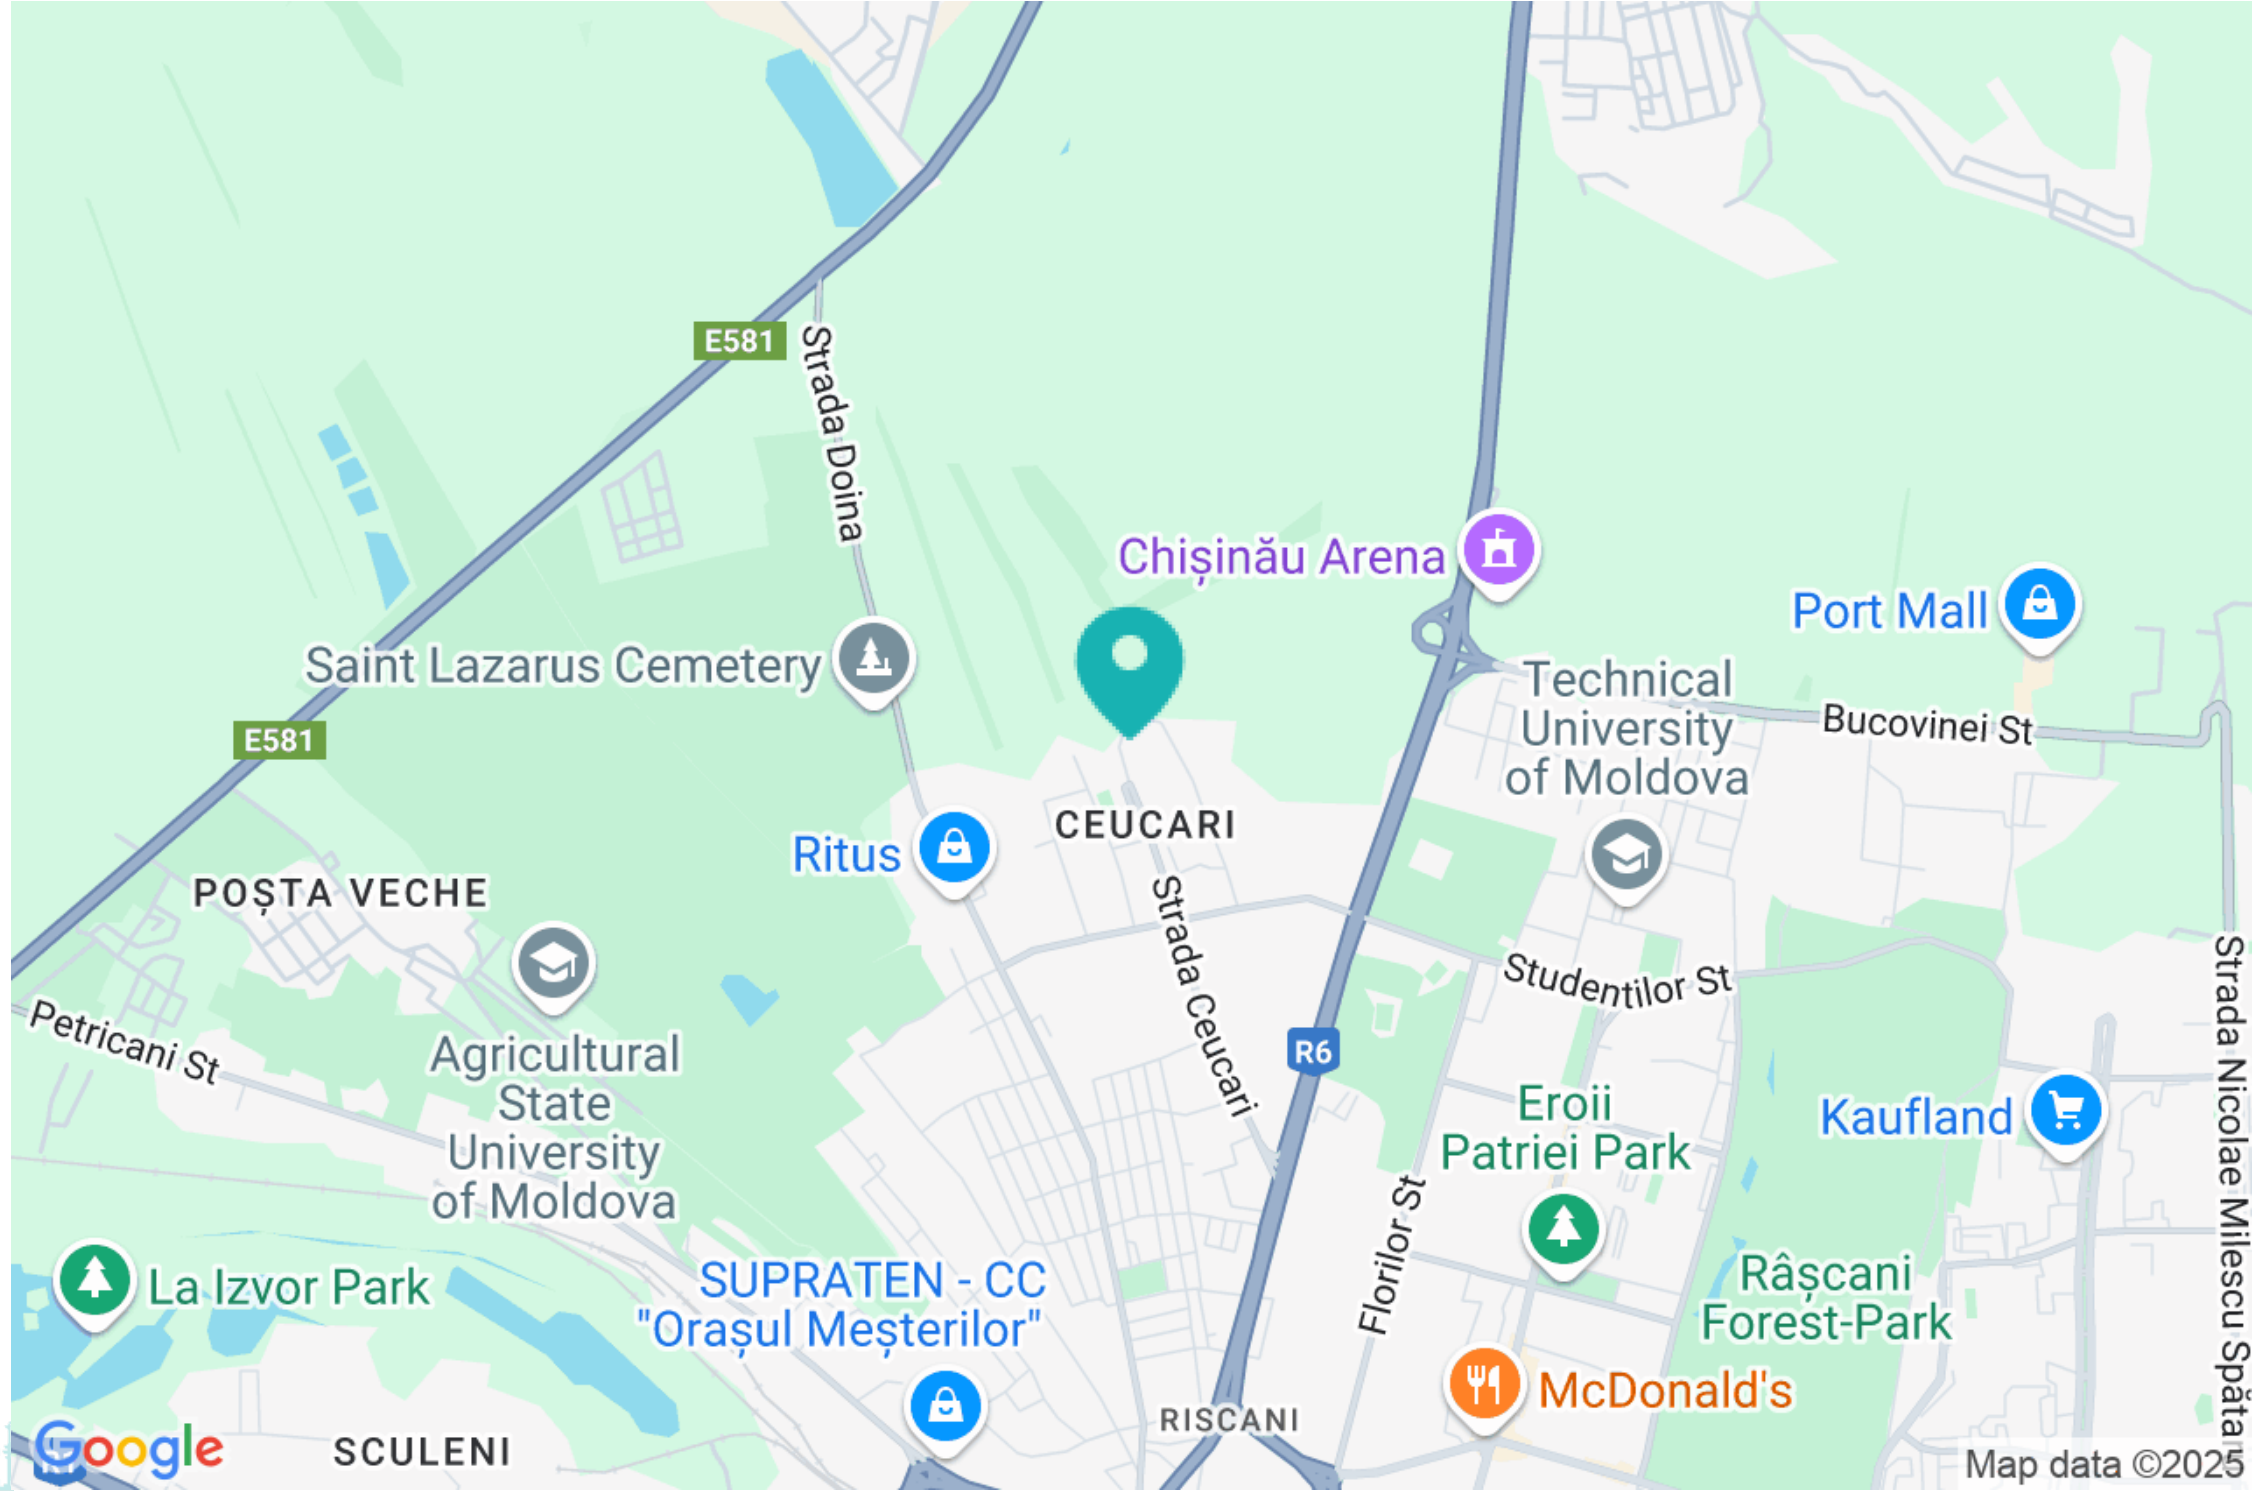 E581
Strada Doina
Chișinău Arena
Port Mall
Saint Lazarus Cemetery
Technical
University
of Moldova
Bucovinei St
E581
CEUCARI
Ritus
POȘTA VECHE
Strada Ceucari
Studentilor St
Strada Nicolae Milescu Spătaru
Petricani St
Agricultural
State
University
of Moldova
R6
Eroii
Patriei Park
Kaufland
Florilor St
La Izvor Park
SUPRATEN - CC
"Orașul Meșterilor"
Râșcani
Forest-Park
McDonald's
RISCANI
SCULENI
Google
Map data ©2025